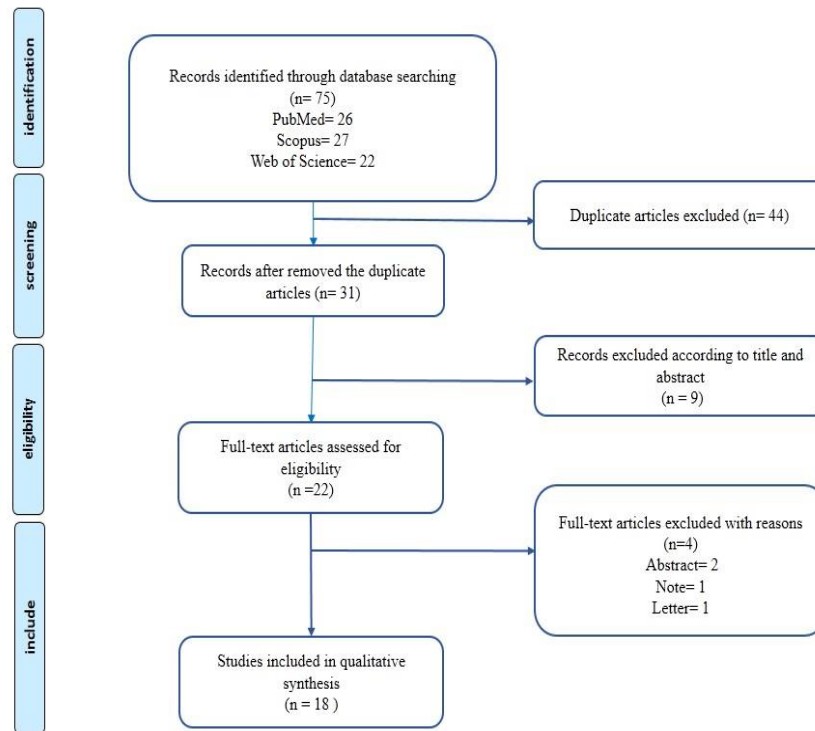 identification
Records identified through database searching
(n= 75)
PubMed= 26
Scopus= 27
Web of Science= 22
screening
Duplicate articles excluded (n= 44)
Records after removed the duplicate
articles (n= 31)
Records excluded according to title and
abstract
(n = 9)
eligibility
Full-text articles assessed for
eligibility
(n =22)
Full-text articles excluded with reasons
(n=4)
Abstract= 2
Note= 1
Letter= 1
include
Studies included in qualitative
synthesis
(n = 18 )